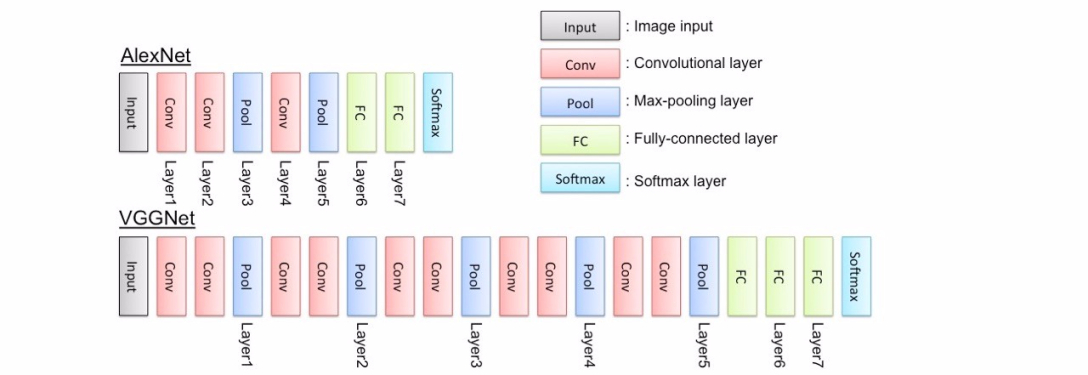 Input : Image input
Conv : Convolutional layer
Pool : Max-pooling layer
FC : Fully-connected layer
Softmax : Softmax layer
AlexNet
Input Conv Conv Pool Conv Pool FC FC Softmax
Layer1 Layer2 Layer3 Layer4 Layer5 Layer6 Layer7
VGGNet
Input Conv Conv Pool Conv Conv Pool Conv Conv Pool Conv Conv Pool Conv Conv Pool FC FC FC Softmax
Layer1 Layer2 Layer3 Layer4 Layer5 Layer6 Layer7